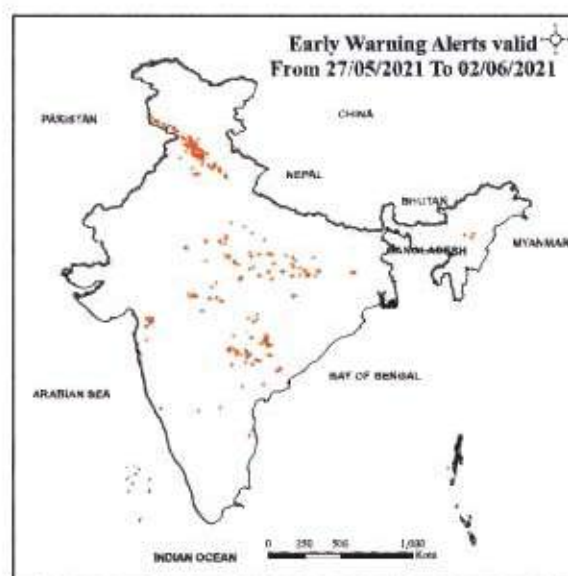 Early Warning Alerts valid
From 27/05/2021 To 02/06/2021
PAKISTAN
CHINA
NEPAL
BHUTAN
BANGLADESH
MYANMAR
ARABIAN SEA
BAY OF BENGAL
INDIAN OCEAN
0 250 500 1,000
Kms